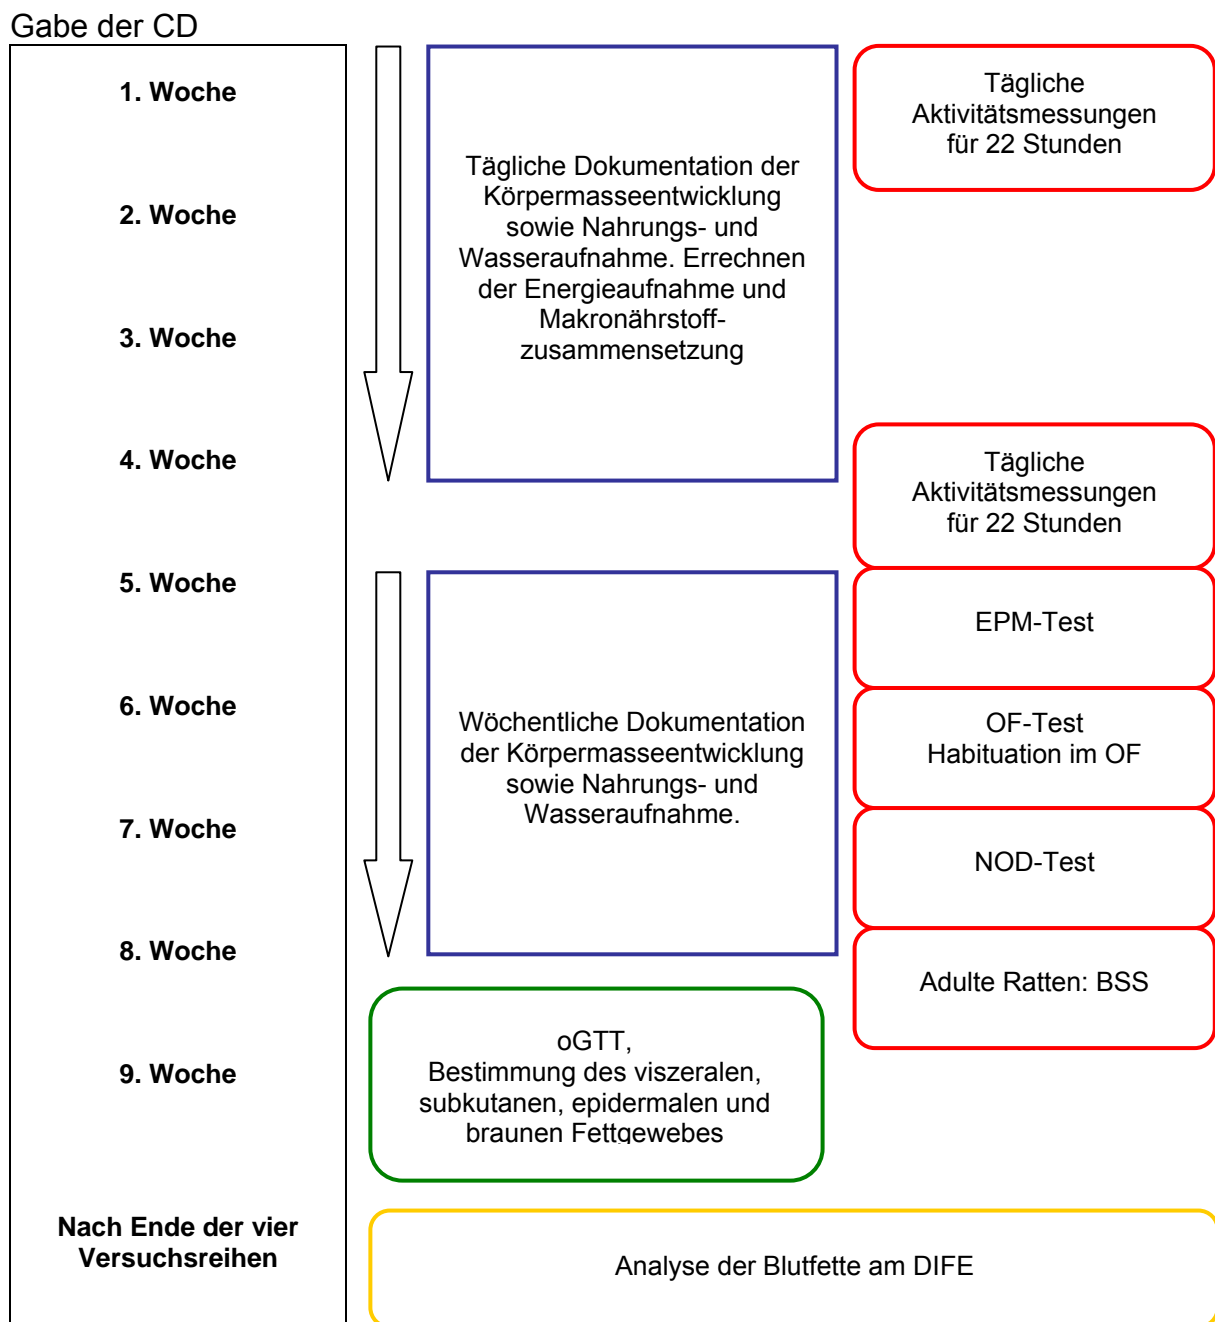 Gabe der CD
1. Woche
2. Woche
3. Woche
4. Woche
5. Woche
6. Woche
7. Woche
8. Woche
9. Woche
Nach Ende der vier
Versuchsreihen
Tägliche Dokumentation der
Körpermasseentwicklung
sowie Nahrungs- und
Wasseraufnahme. Errechnen
der Energieaufnahme und
Makronährstoff-
zusammensetzung
Wöchentliche Dokumentation
der Körpermasseentwicklung
sowie Nahrungs- und
Wasseraufnahme.
oGTT,
Bestimmung des viszeralen,
subkutanen, epidermalen und
braunen Fettgewebes
Tägliche
Aktivitätsmessungen
für 22 Stunden
Tägliche
Aktivitätsmessungen
für 22 Stunden
EPM-Test
OF-Test
Habituation im OF
NOD-Test
Adulte Ratten: BSS
Analyse der Blutfette am DIFE